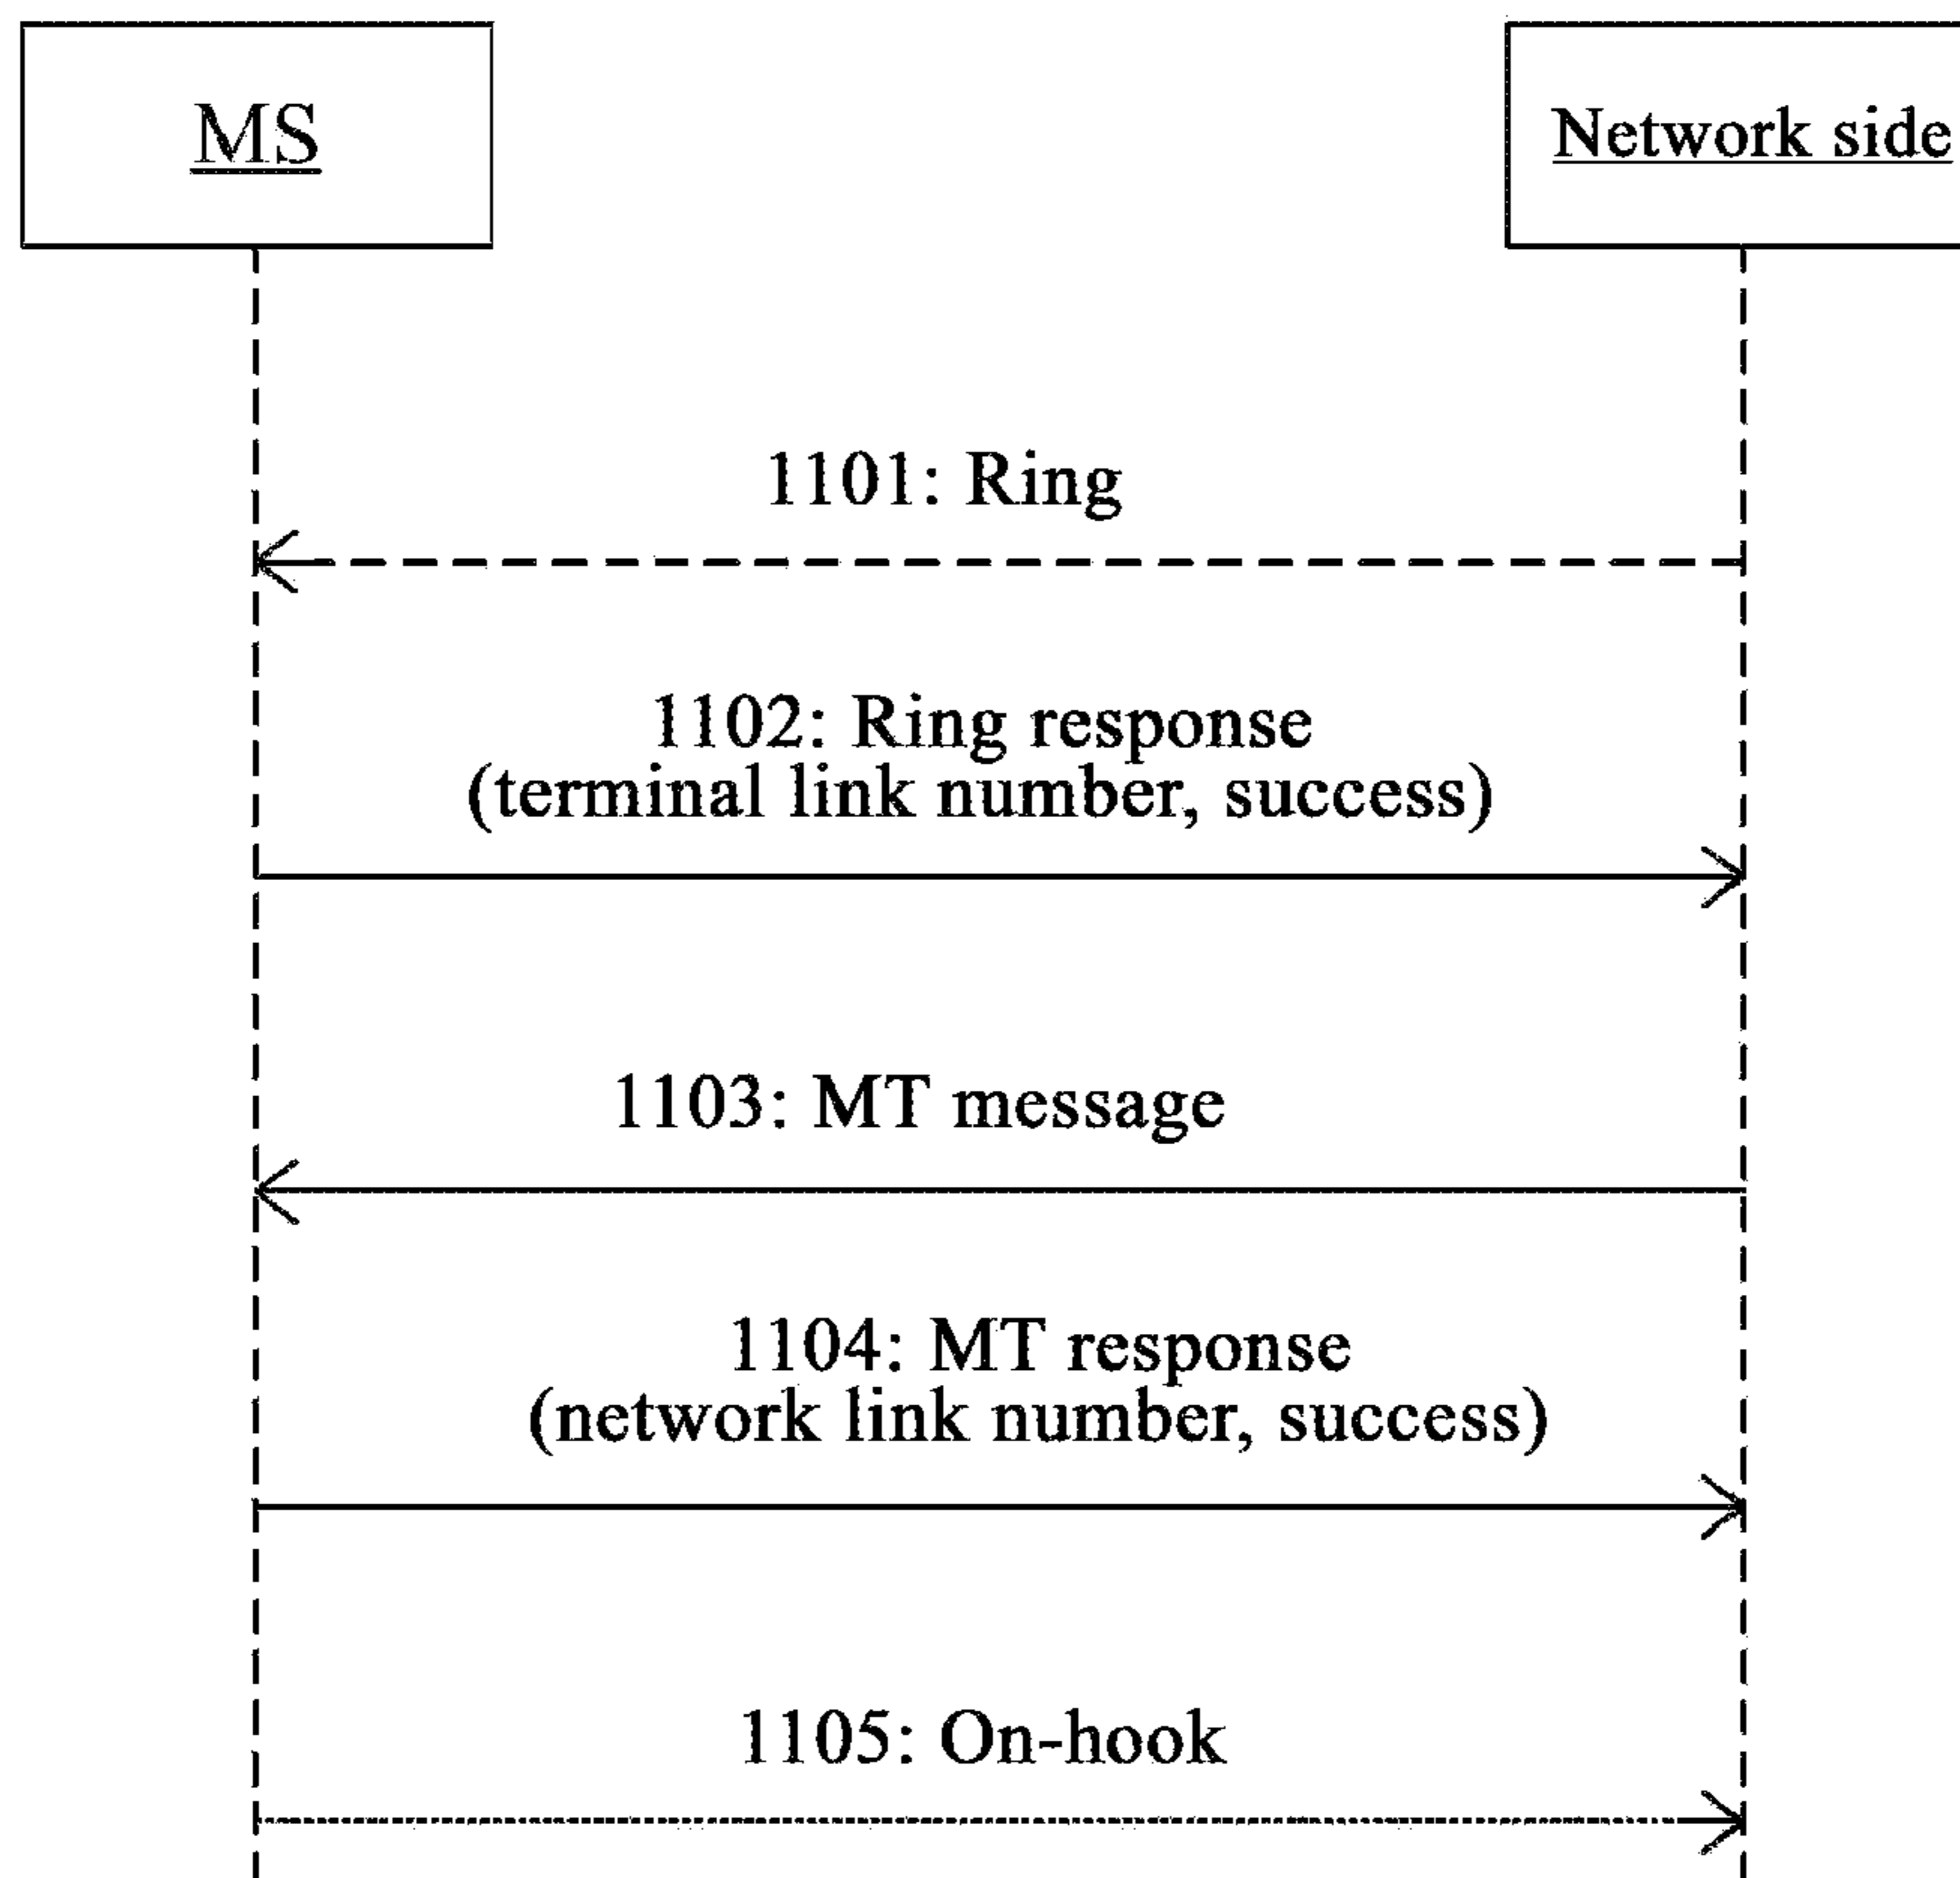 MS
Network side
1101: Ring
1102: Ring response
(terminal link number, success)
1103: MT message
1104: MT response
(network link number, success)
1105: On-hook